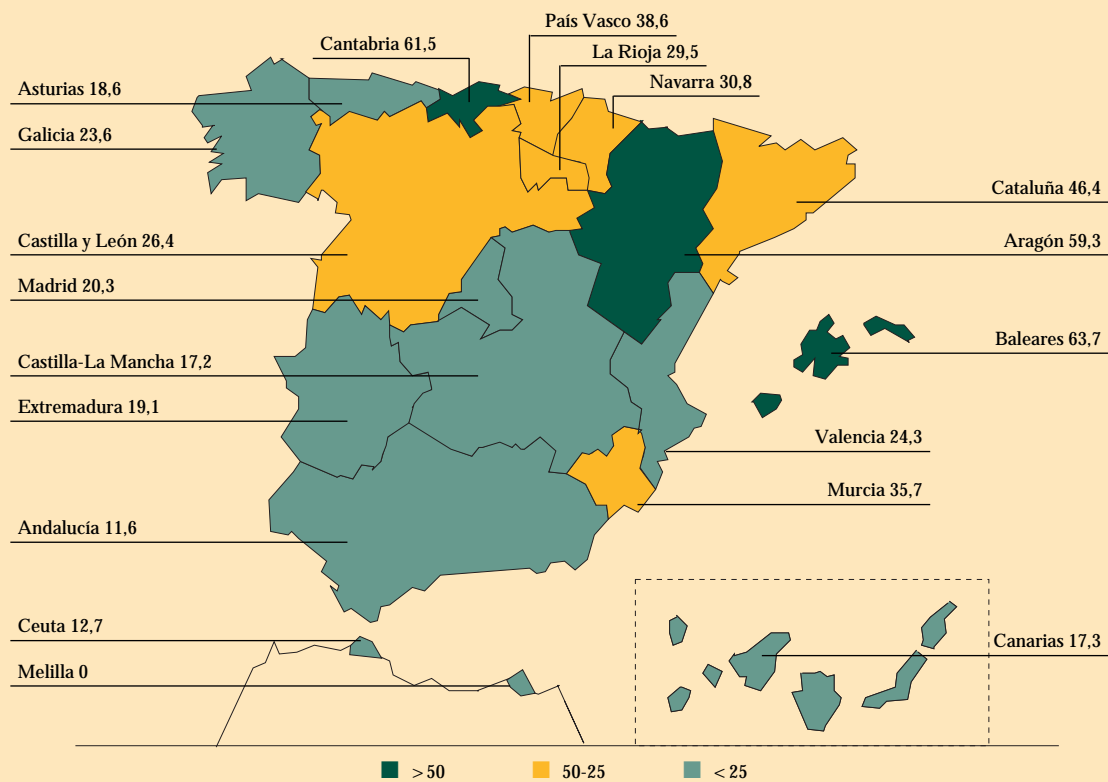 País Vasco 38,6
Cantabria 61,5
La Rioja 29,5
Navarra 30,8
Asturias 18,6
Galicia 23,6
Cataluña 46,4
Castilla y León 26,4
Aragón 59,3
Madrid 20,3
Baleares 63,7
Castilla-La Mancha 17,2
Extremadura 19,1
Valencia 24,3
Murcia 35,7
Andalucía 11,6
Ceuta 12,7
Canarias 17,3
Melilla 0
> 50 50-25 < 25